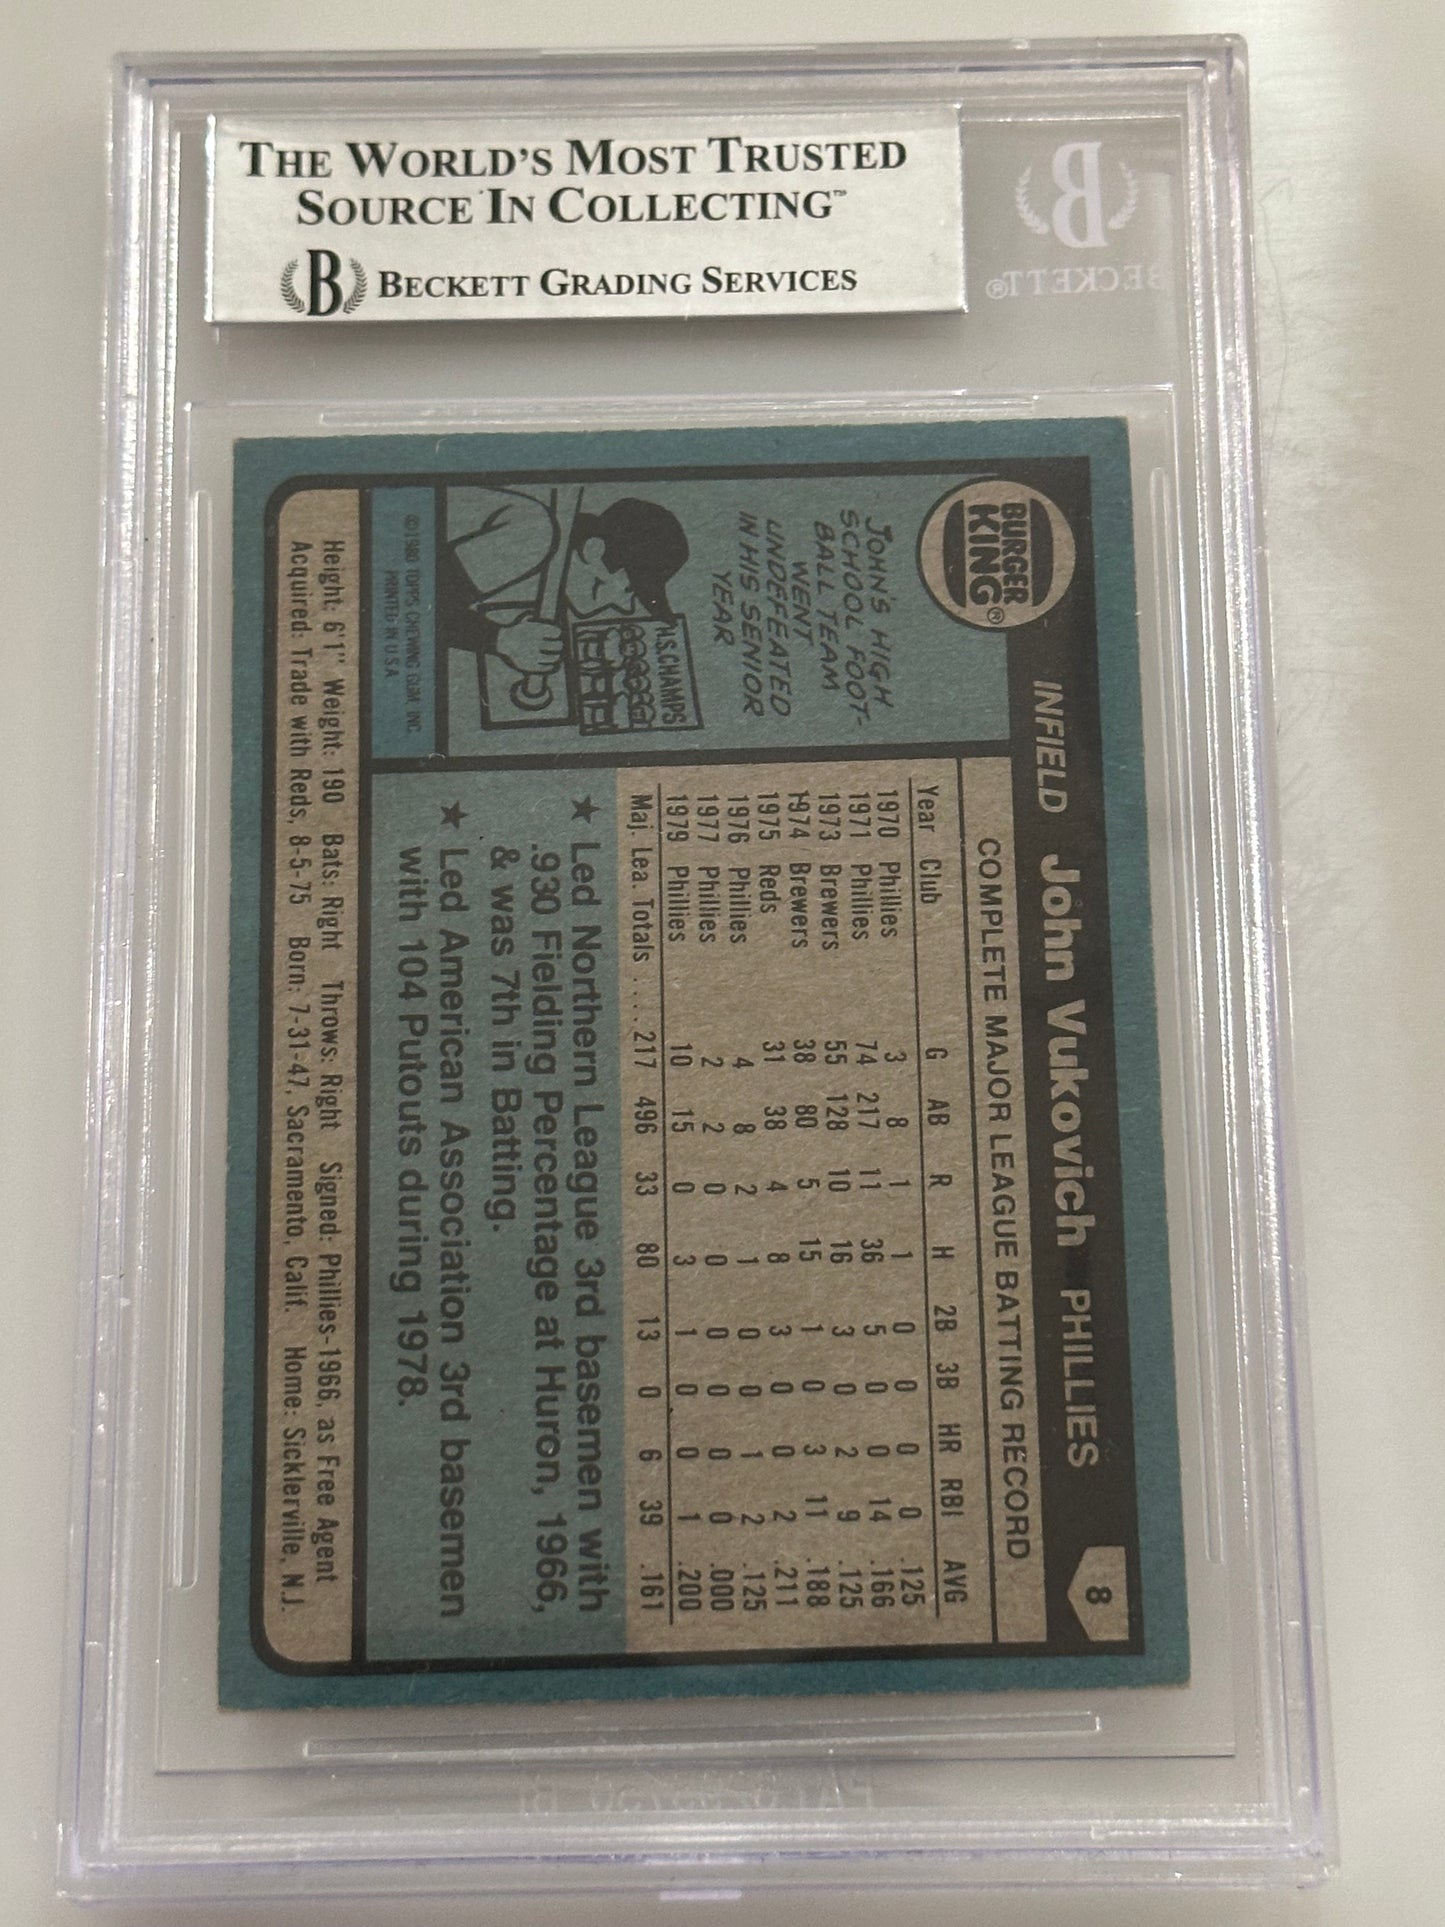 THE WORLD'S MOST TRUSTED
SOURCE IN COLLECTING™
B BECKETT GRADING SERVICES
B
BECKETT®
BURGER
KING®
INFIELD John Vukovich PHILLIES 8
JOHN'S HIGH
SCHOOL FOOT-
BALL TEAM
WENT
UNDEFEATED
IN HIS SENIOR
YEAR
H.S. CHAMPS
©1980 TOPPS CHEWING GUM, INC.
PRINTED IN U.S.A.
COMPLETE MAJOR LEAGUE BATTING RECORD
Year Club G AB R H 2B 3B HR RBI AVG
1970 Phillies 3 8 1 1 0 0 0 0 .125
1971 Phillies 74 217 11 36 5 0 0 14 .166
1973 Brewers 55 128 10 16 3 0 2 9 .125
1974 Brewers 38 80 5 15 1 0 3 11 .188
1975 Reds 31 38 4 8 3 0 0 2 .211
1976 Phillies 4 8 2 1 0 0 1 2 .125
1977 Phillies 2 2 0 0 0 0 0 0 .000
1979 Phillies 10 15 0 3 1 0 0 1 .200
Maj. Lea. Totals ..... 217 496 33 80 13 0 6 39 .161
★ Led Northern League 3rd basemen with
.930 Fielding Percentage at Huron, 1966,
& was 7th in Batting.
★ Led American Association 3rd basemen
with 104 Putouts during 1978.
Height: 6'1" Weight: 190 Bats: Right Throws: Right Signed: Phillies-1966, as Free Agent
Acquired: Trade with Reds, 8-5-75 Born: 7-31-47, Sacramento, Calif. Home: Sicklerville, N.J.